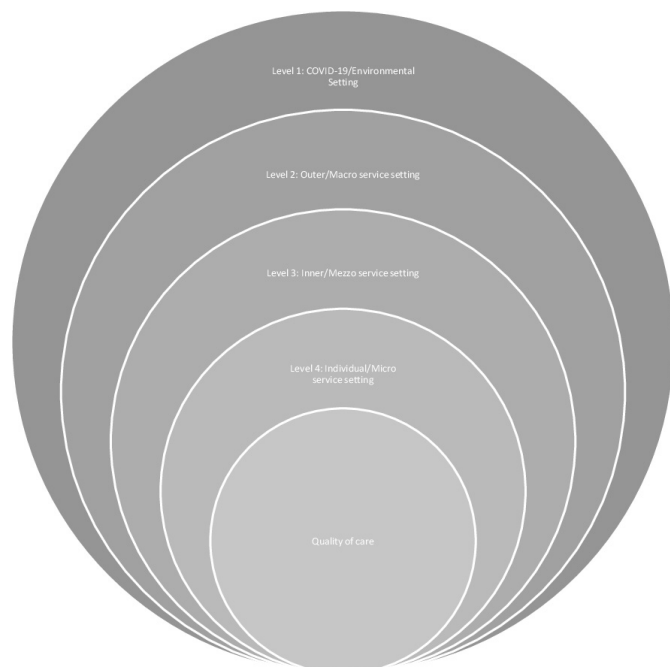 Level 1: COVID-19/Environmental
Setting
Level 2: Outer/Macro service setting
Level 3: Inner/Mezzo service setting
Level 4: Individual/Micro
service setting
Quality of care